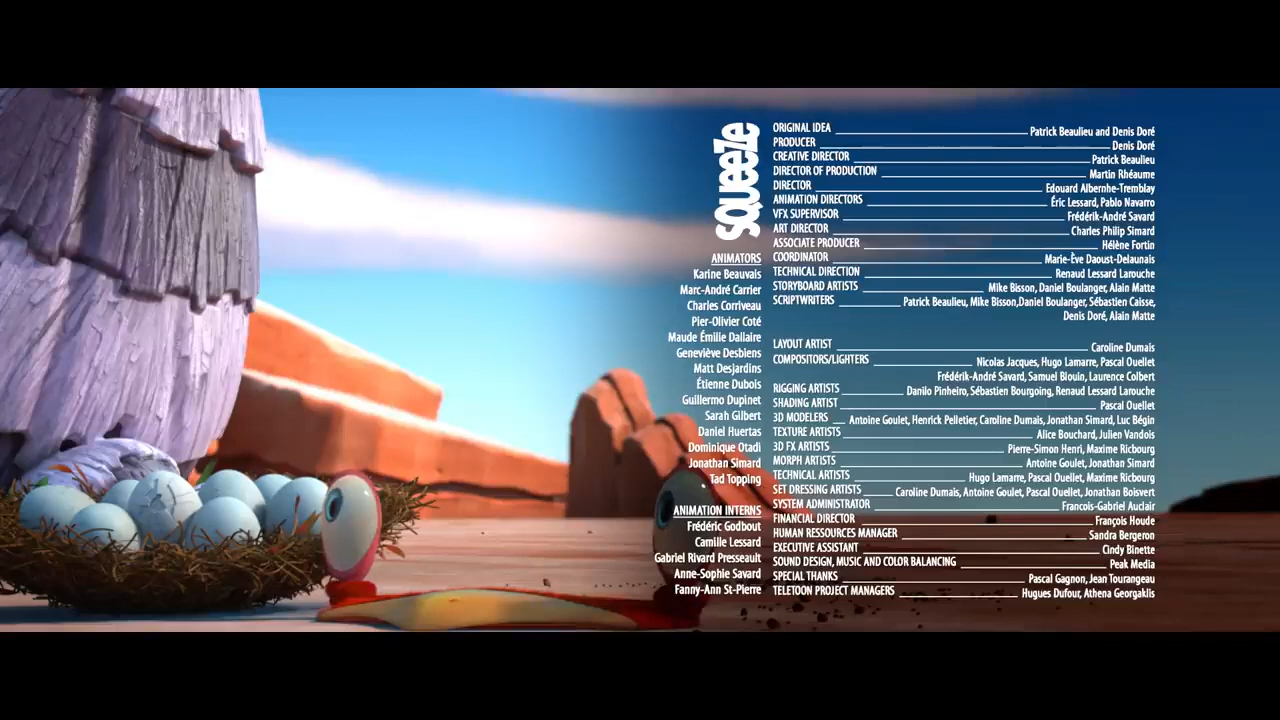 squeeze
ORIGINAL IDEA Patrick Beaulieu and Denis Doré
PRODUCER Denis Doré
CREATIVE DIRECTOR Patrick Beaulieu
DIRECTOR OF PRODUCTION Martin Rhéaume
DIRECTOR Edouard Albernhe-Tremblay
ANIMATION DIRECTORS Éric Lessard, Pablo Navarro
VFX SUPERVISOR Frédérik-André Savard
ART DIRECTOR Charles Philip Simard
ASSOCIATE PRODUCER Hélène Fortin
COORDINATOR Marie-Ève Daoust-Delaunais
TECHNICAL DIRECTION Renaud Lessard Larouche
STORYBOARD ARTISTS Mike Bisson, Daniel Boulanger, Alain Matte
SCRIPTWRITERS Patrick Beaulieu, Mike Bisson,Daniel Boulanger, Sébastien Caisse,
Denis Doré, Alain Matte
LAYOUT ARTIST Caroline Dumais
COMPOSITORS/LIGHTERS Nicolas Jacques, Hugo Lamarre, Pascal Ouellet
Frédérik-André Savard, Samuel Blouin, Laurence Colbert
RIGGING ARTISTS Danilo Pinheiro, Sébastien Bourgoing, Renaud Lessard Larouche
SHADING ARTIST Pascal Ouellet
3D MODELERS Antoine Goulet, Henrick Pelletier, Caroline Dumais, Jonathan Simard, Luc Bégin
TEXTURE ARTISTS Alice Bouchard, Julien Vandois
3D FX ARTISTS Pierre-Simon Henri, Maxime Ricbourg
MORPH ARTISTS Antoine Goulet, Jonathan Simard
TECHNICAL ARTISTS Hugo Lamarre, Pascal Ouellet, Maxime Ricbourg
SET DRESSING ARTISTS Caroline Dumais, Antoine Goulet, Pascal Ouellet, Jonathan Boisvert
SYSTEM ADMINISTRATOR Francois-Gabriel Auclair
FINANCIAL DIRECTOR François Houde
HUMAN RESSOURCES MANAGER Sandra Bergeron
EXECUTIVE ASSISTANT Cindy Binette
SOUND DESIGN, MUSIC AND COLOR BALANCING Peak Media
SPECIAL THANKS Pascal Gagnon, Jean Tourangeau
TELETOON PROJECT MANAGERS Hugues Dufour, Athena Georgaklis
ANIMATORS
Karine Beauvais
Marc-André Carrier
Charles Corriveau
Pier-Olivier Coté
Maude Émilie Dallaire
Geneviève Desbiens
Matt Desjardins
Étienne Dubois
Guillermo Dupinet
Sarah Gilbert
Daniel Huertas
Dominique Otadi
Jonathan Simard
Tad Topping
ANIMATION INTERNS
Frédéric Godbout
Camille Lessard
Gabriel Rivard Presseault
Anne-Sophie Savard
Fanny-Ann St-Pierre